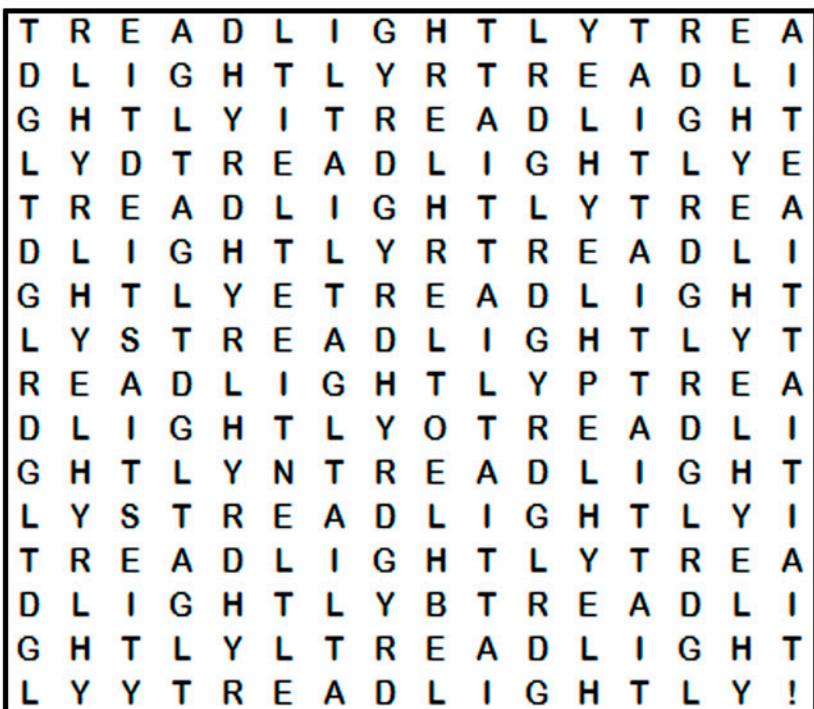 T R E A D L I G H T L Y T R E A
D L I G H T L Y R T R E A D L I
G H T L Y I T R E A D L I G H T
L Y D T R E A D L I G H T L Y E
T R E A D L I G H T L Y T R E A
D L I G H T L Y R T R E A D L I
G H T L Y E T R E A D L I G H T
L Y S T R E A D L I G H T L Y T
R E A D L I G H T L Y P T R E A
D L I G H T L Y O T R E A D L I
G H T L Y N T R E A D L I G H T
L Y S T R E A D L I G H T L Y I
T R E A D L I G H T L Y T R E A
D L I G H T L Y B T R E A D L I
G H T L Y L T R E A D L I G H T
L Y Y T R E A D L I G H T L Y !